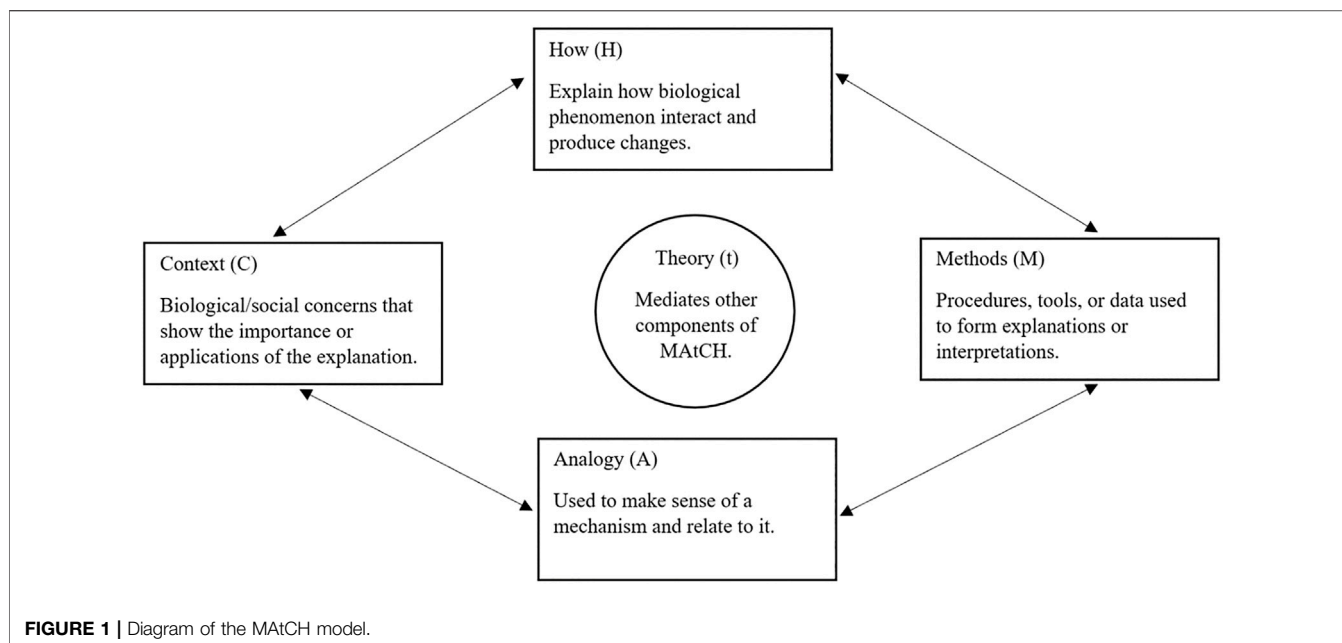 How (H)
Explain how biological
phenomenon interact and
produce changes.
Context (C)
Biological/social concerns that
show the importance or
applications of the explanation.
Theory (t)
Mediates other
components of
MAtCH.
Methods (M)
Procedures, tools, or data used
to form explanations or
interpretations.
Analogy (A)
Used to make sense of a
mechanism and relate to it.
FIGURE 1 | Diagram of the MAtCH model.